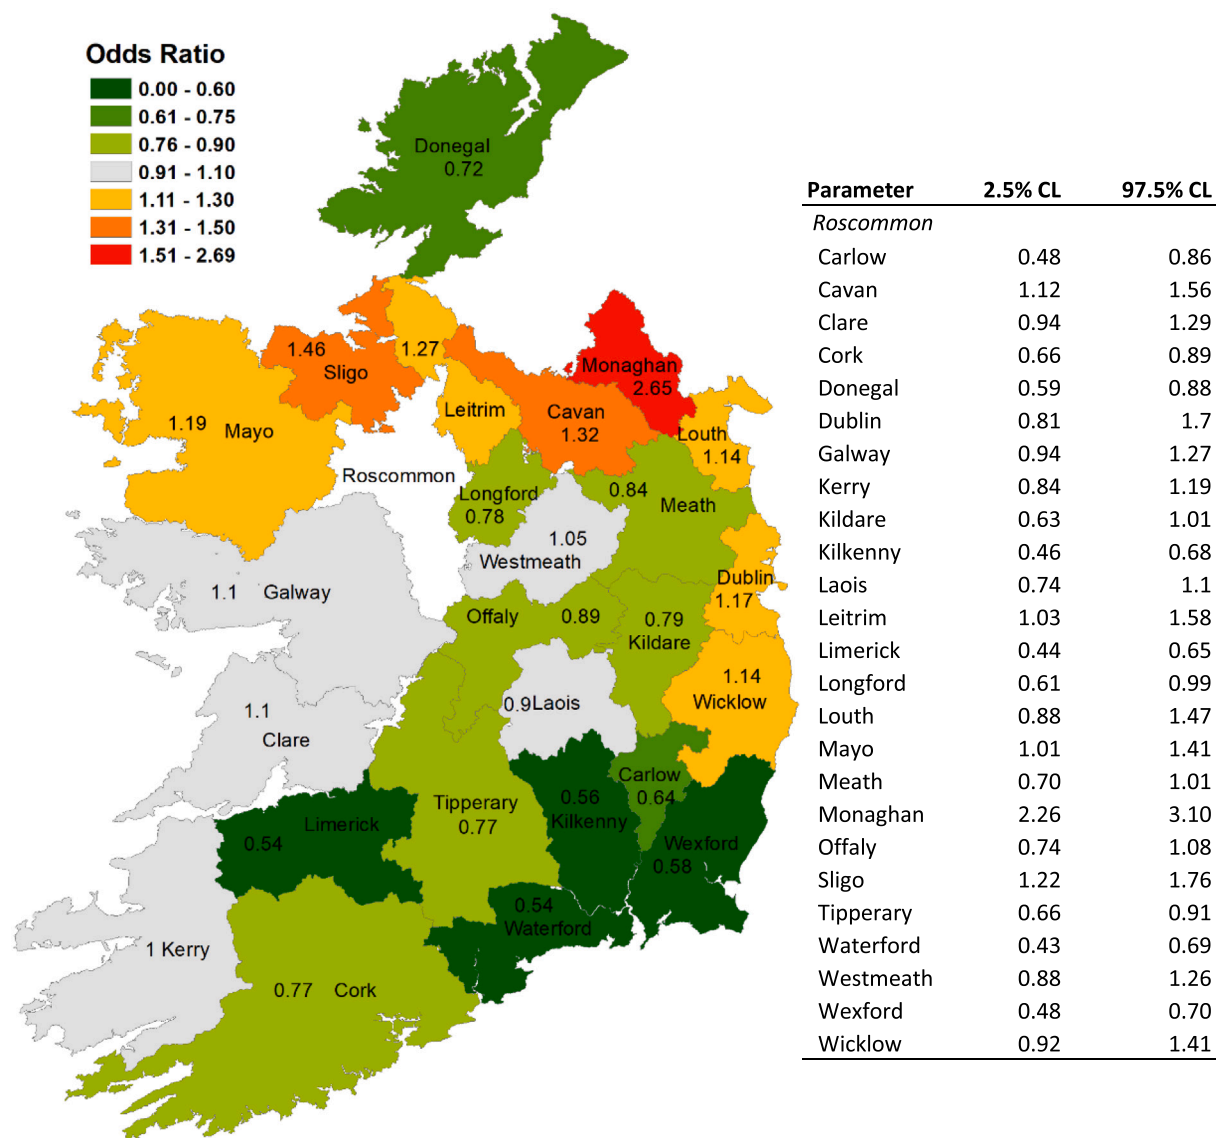 Odds Ratio
0.00 - 0.60
0.61 - 0.75
0.76 - 0.90
0.91 - 1.10
1.11 - 1.30
1.31 - 1.50
1.51 - 2.69
Donegal
0.72
1.46
Sligo
1.27
Leitrim
Monaghan
2.65
Cavan
1.32
Louth
1.14
1.19 Mayo
Roscommon
Longford
0.78
0.84
Meath
1.05
Westmeath
Dublin
1.17
1.1 Galway
Offaly 0.89
0.79
Kildare
1.14
Wicklow
0.9 Laois
1.1
Clare
Carlow
0.64
Tipperary
0.77
0.56
Kilkenny
Limerick
0.54
Wexford
0.58
0.54
Waterford
1 Kerry
0.77 Cork
Parameter 2.5% CL 97.5% CL
Roscommon
Carlow 0.48 0.86
Cavan 1.12 1.56
Clare 0.94 1.29
Cork 0.66 0.89
Donegal 0.59 0.88
Dublin 0.81 1.7
Galway 0.94 1.27
Kerry 0.84 1.19
Kildare 0.63 1.01
Kilkenny 0.46 0.68
Laois 0.74 1.1
Leitrim 1.03 1.58
Limerick 0.44 0.65
Longford 0.61 0.99
Louth 0.88 1.47
Mayo 1.01 1.41
Meath 0.70 1.01
Monaghan 2.26 3.10
Offaly 0.74 1.08
Sligo 1.22 1.76
Tipperary 0.66 0.91
Waterford 0.43 0.69
Westmeath 0.88 1.26
Wexford 0.48 0.70
Wicklow 0.92 1.41